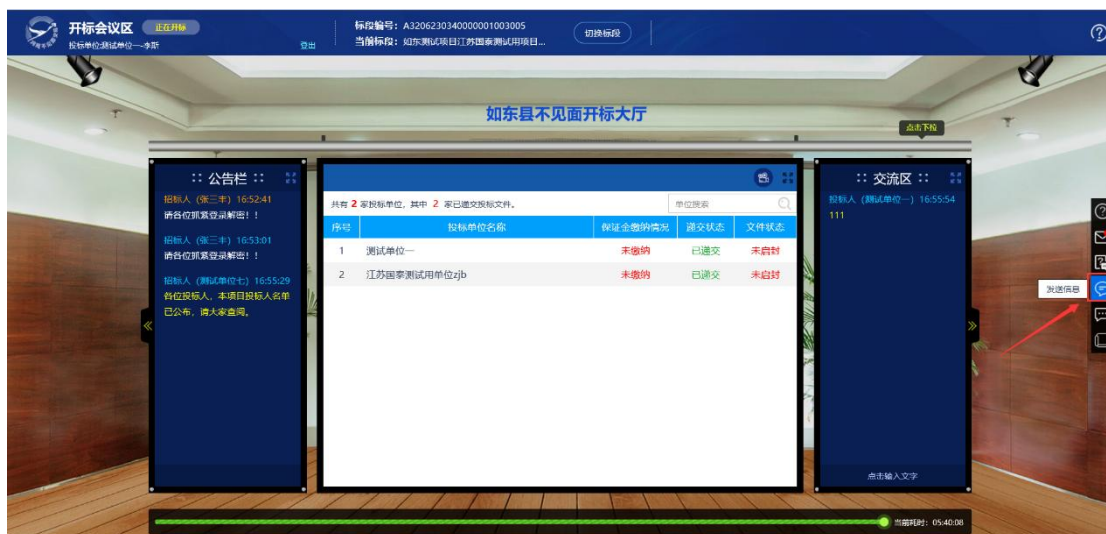 开标会议区 正在开标
投标单位:测试单位一--李斯 登出
标段编号：A3206230340000001003005
当前标段：如东测试项目江苏国泰测试用项目...
切换标段
如东县不见面开标大厅
点击下拉
:: 公告栏 ::
招标人（张三丰）16:52:41
请各位抓紧登录解密！！
招标人（张三丰）16:53:01
请各位抓紧登录解密！！
招标人（测试单位七）16:55:29
各位投标人，本项目投标人名单
已公布，请大家查阅。
共有 2 家投标单位，其中 2 家已递交投标文件。 单位搜索
序号 投标单位名称 保证金缴纳情况 递交状态 文件状态
1 测试单位一 未缴纳 已递交 未启封
2 江苏国泰测试用单位zjb 未缴纳 已递交 未启封
:: 交流区 ::
投标人（测试单位一）16:55:54
111
点击输入文字
发送信息
当前耗时：05:40:08